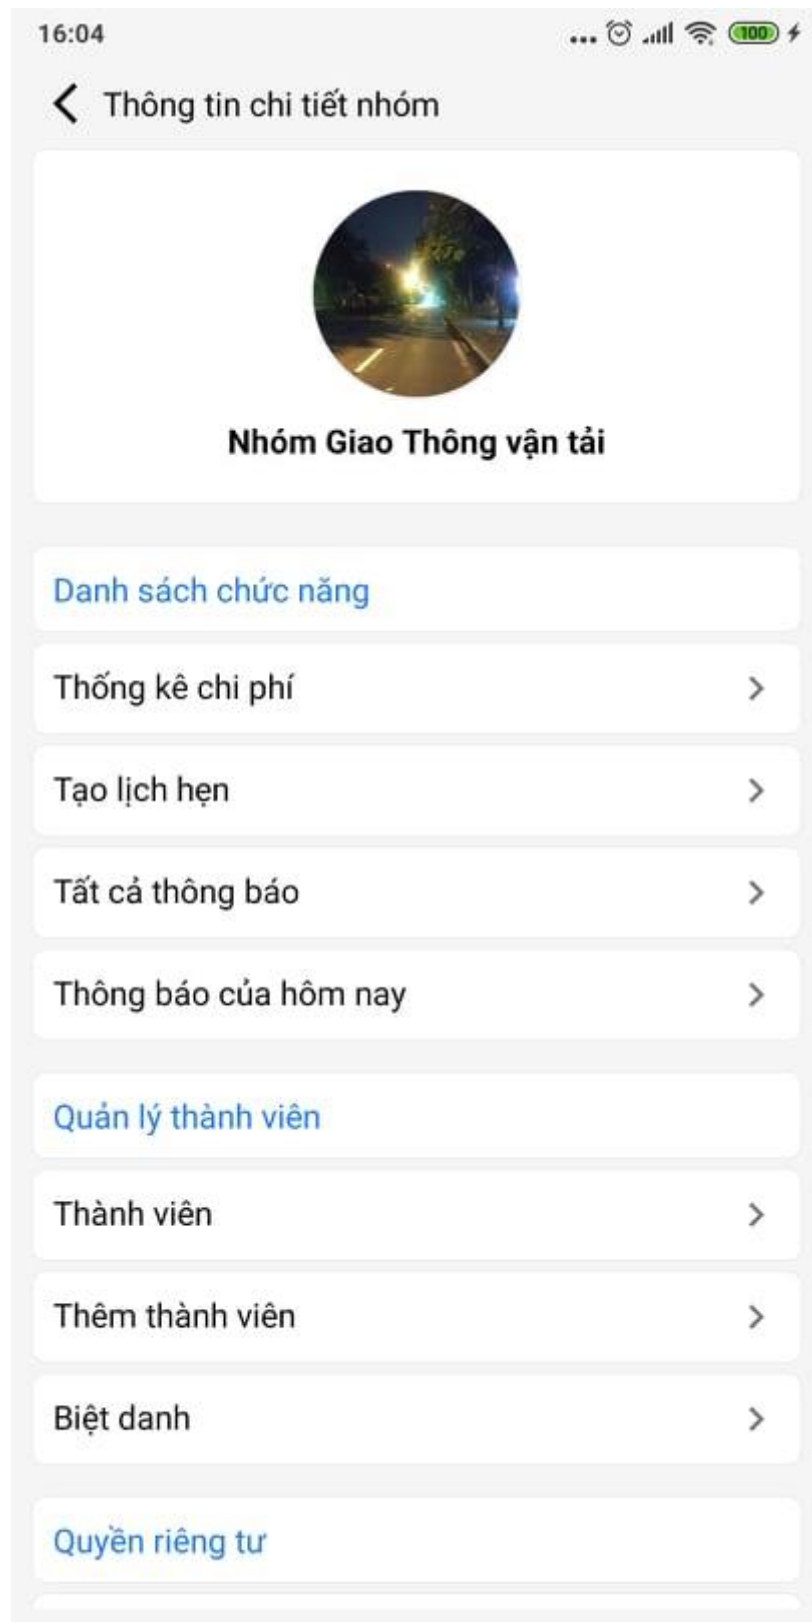 16:04
100
Thông tin chi tiết nhóm
Nhóm Giao Thông vận tải
Danh sách chức năng
Thống kê chi phí
Tạo lịch hẹn
Tất cả thông báo
Thông báo của hôm nay
Quản lý thành viên
Thành viên
Thêm thành viên
Biệt danh
Quyền riêng tư